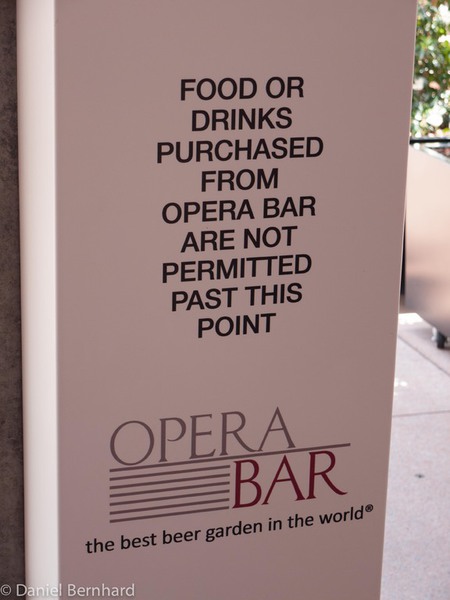 FOOD OR
DRINKS
PURCHASED
FROM
OPERA BAR
ARE NOT
PERMITTED
PAST THIS
POINT
OPERA
BAR
the best beer garden in the world®
© Daniel Bernhard